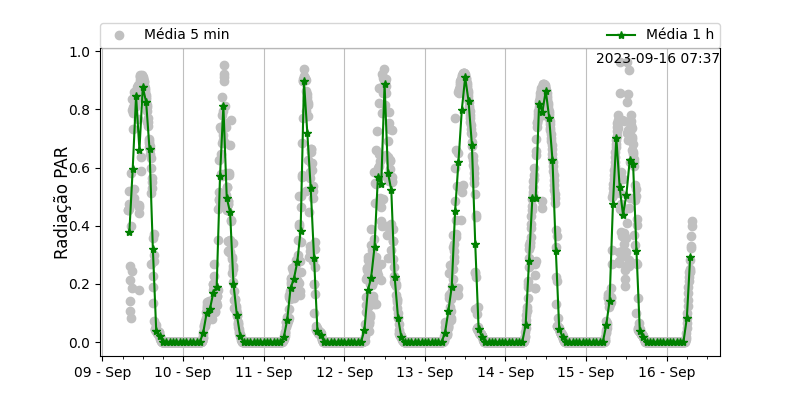 Média 5 min
Média 1 h
2023-09-16 07:37
1.0
0.8
0.6
0.4
0.2
0.0
Radiação PAR
09 - Sep
10 - Sep
11 - Sep
12 - Sep
13 - Sep
14 - Sep
15 - Sep
16 - Sep